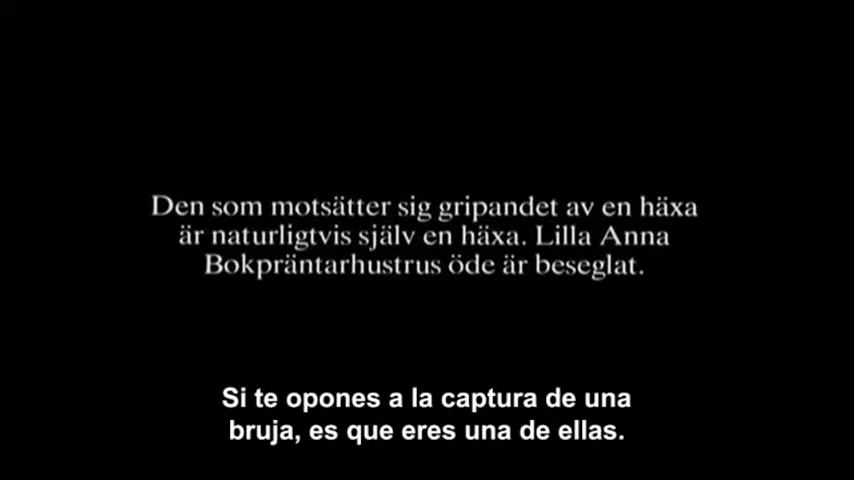 Den som motsätter sig gripandet av en häxa
är naturligtvis själv en häxa. Lilla Anna
Bokpräntarhustrus öde är beseglat.
Si te opones a la captura de una
bruja, es que eres una de ellas.